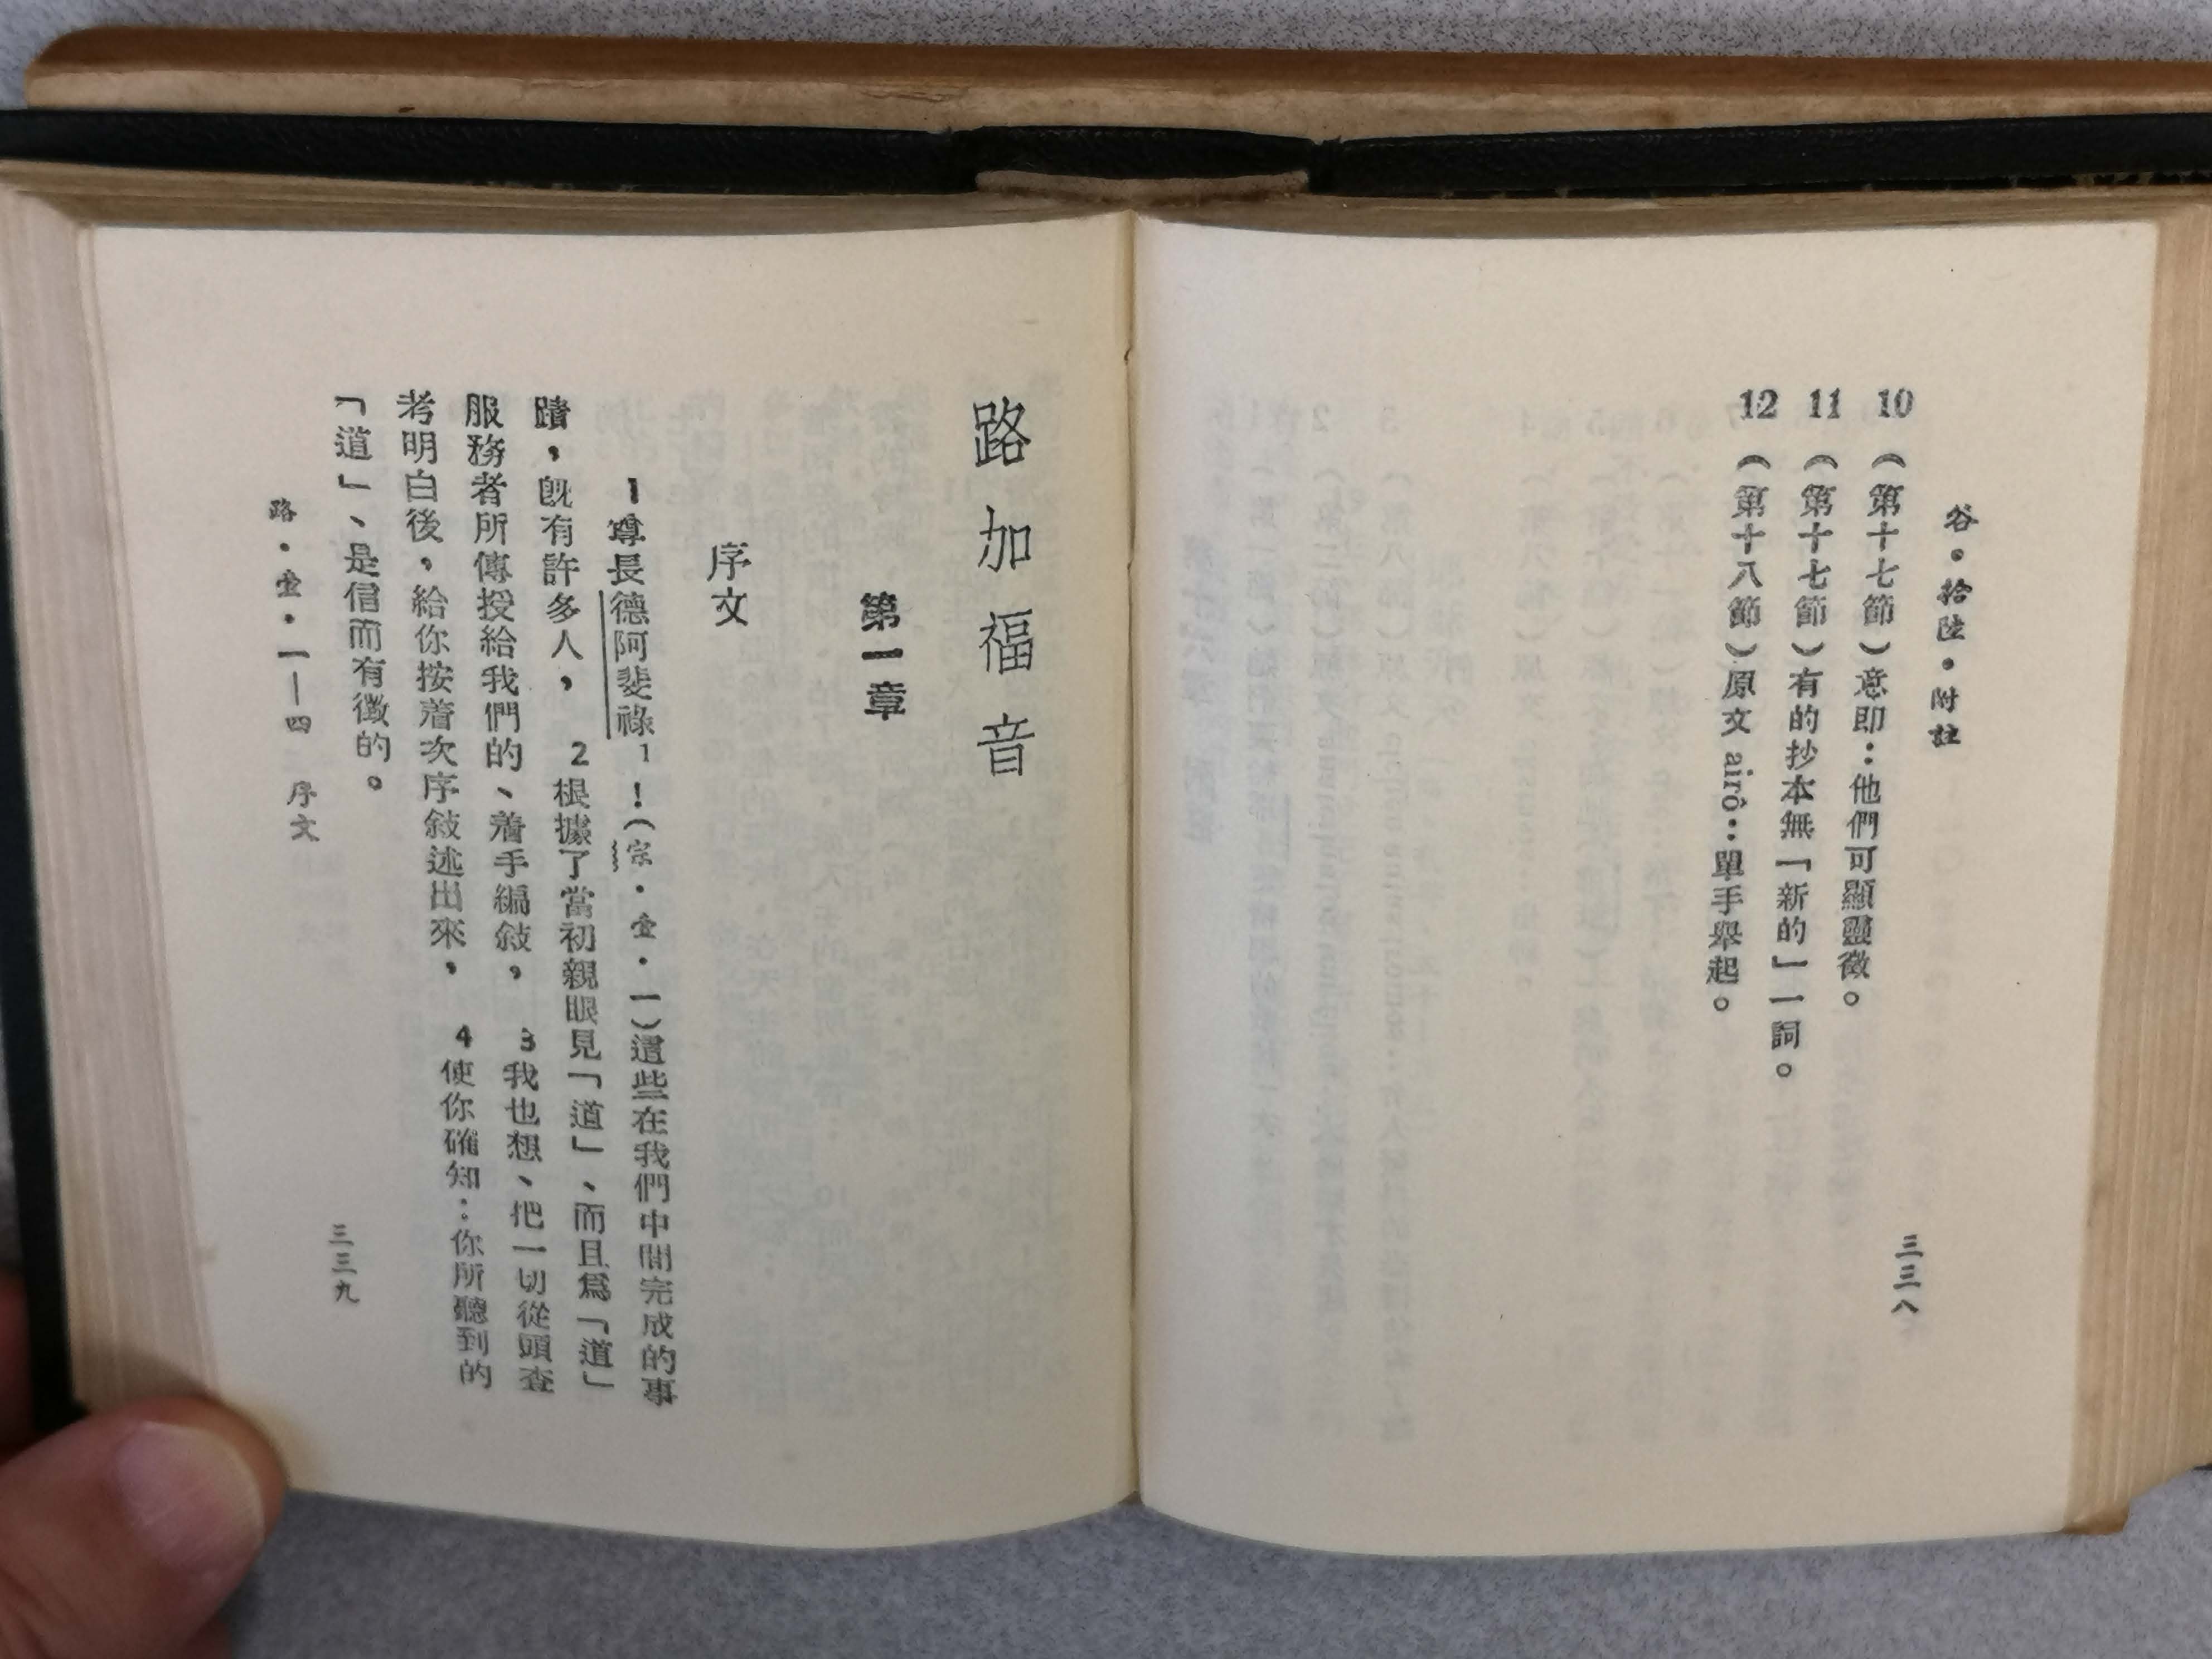 谷。拾陸・附註
三三八
10（第十七節）意即：他們可顯靈徵。
11（第十七節）有的抄本無「新的」一詞。
12（第十八節）原文 airô：單手舉起。
路加福音
第一章
序文
1尊長德阿斐祿1！（宗・壹・一）這些在我們中間完成的事
蹟，旣有許多人，2根據了當初親眼見「道」、而且爲「道」
服務者所傳授給我們的、着手編敍，3我也想、把一切從頭查
考明白後，給你按着次序敍述出來，4使你確知：你所聽到的
「道」、是信而有徵的。
路・壹・一—四 序文
三三九